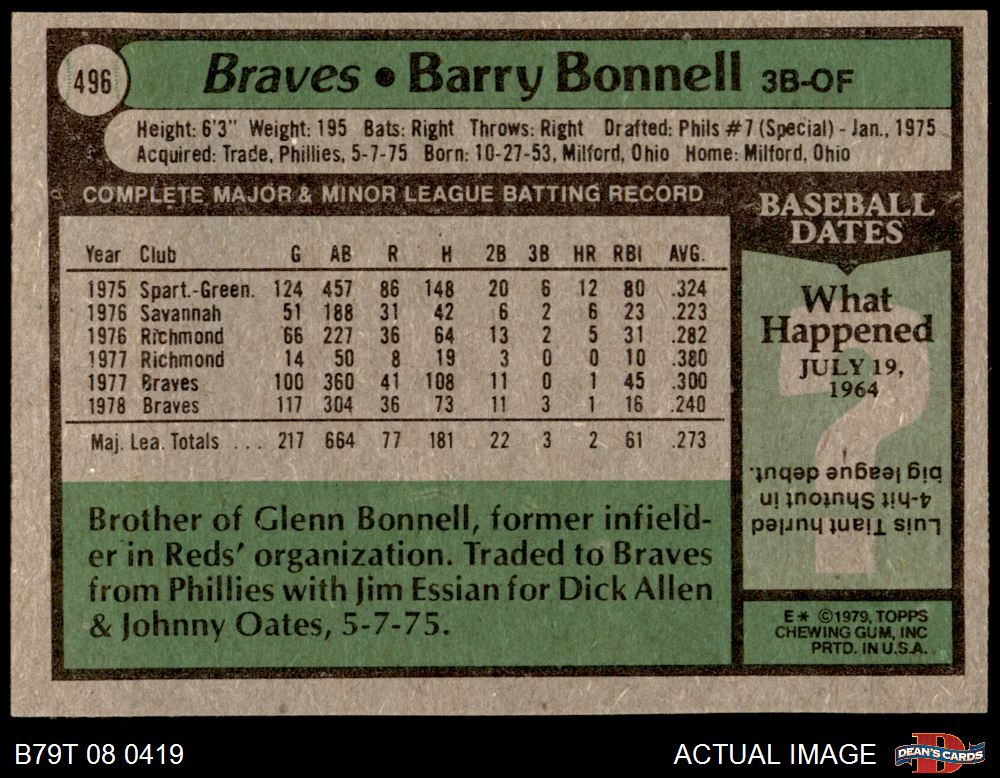 496
Braves • Barry Bonnell 3B-OF
Height: 6'3" Weight: 195 Bats: Right Throws: Right Drafted: Phils #7 (Special) - Jan., 1975
Acquired: Trade, Phillies, 5-7-75 Born: 10-27-53, Milford, Ohio Home: Milford, Ohio
COMPLETE MAJOR & MINOR LEAGUE BATTING RECORD
Year Club G AB R H 2B 3B HR RBI AVG.
1975 Spart.-Green. 124 457 86 148 20 6 12 80 .324
1976 Savannah 51 188 31 42 6 2 6 23 .223
1976 Richmond 66 227 36 64 13 2 5 31 .282
1977 Richmond 14 50 8 19 3 0 0 10 .380
1977 Braves 100 360 41 108 11 0 1 45 .300
1978 Braves 117 304 36 73 11 3 1 16 .240
Maj. Lea. Totals . . . 217 664 77 181 22 3 2 61 .273
Brother of Glenn Bonnell, former infield-
er in Reds' organization. Traded to Braves
from Phillies with Jim Essian for Dick Allen
& Johnny Oates, 5-7-75.
BASEBALL
DATES
What
Happened
JULY 19,
1964
?
Luis Tiant hurled
4-hit Shutout in
big league debut.
E* ©1979, TOPPS
CHEWING GUM, INC
PRTD. IN U.S.A.
B79T 08 0419
ACTUAL IMAGE
D
DEAN'S CARDS